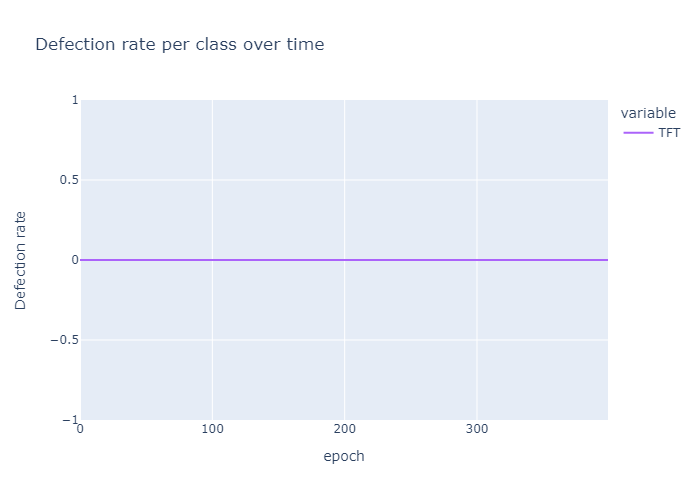 Defection rate per class over time
variable
TFT
1
0.5
0
−0.5
−1
Defection rate
0
100
200
300
epoch